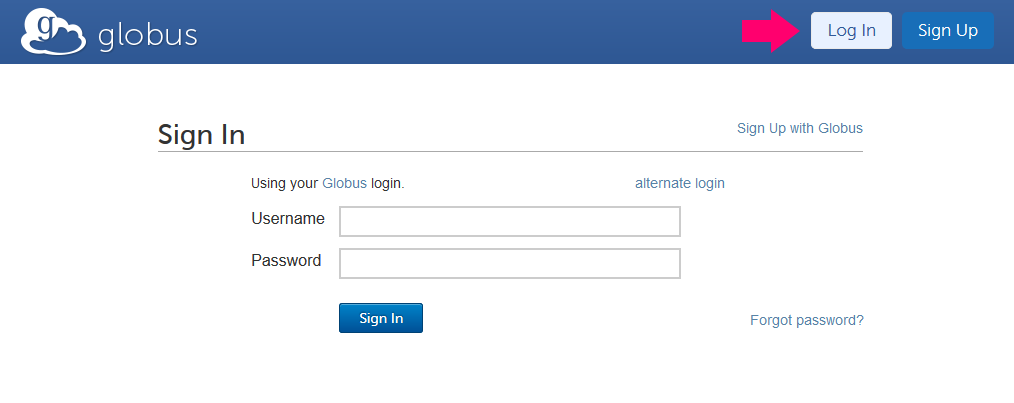 g globus
Log In
Sign Up
Sign In
Sign Up with Globus
Using your Globus login.
alternate login
Username
Password
Sign In
Forgot password?